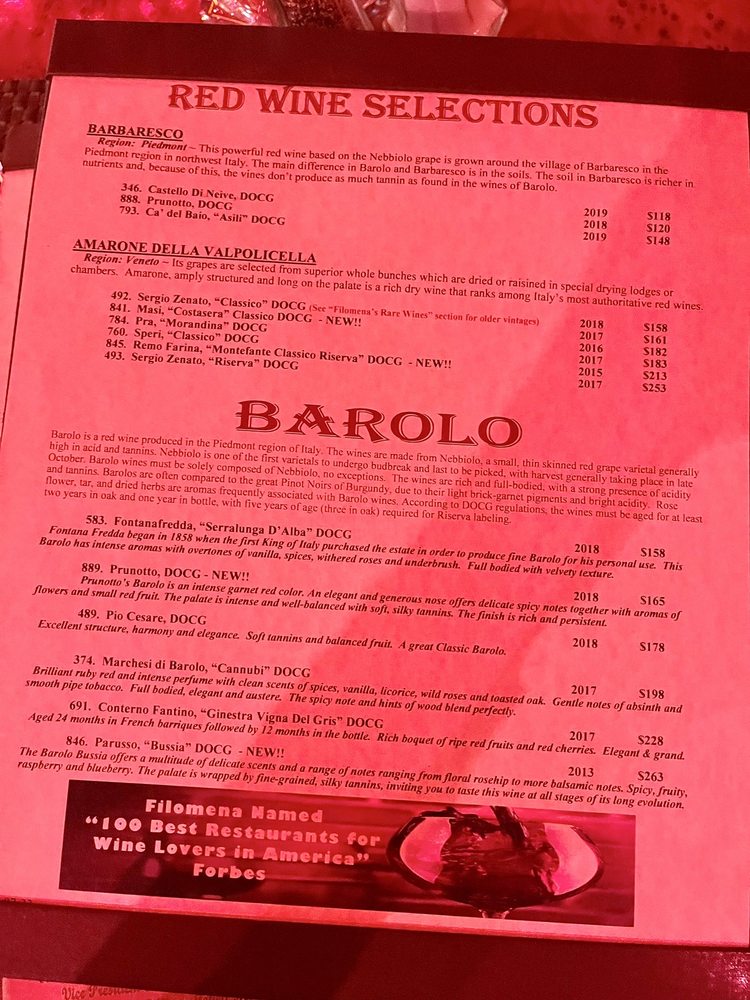 RED WINE SELECTIONS
BARBARESCO
Region: Piedmont – This powerful red wine based on the Nebbiolo grape is grown around the village of Barbaresco in the
Piedmont region in northwest Italy. The main difference in Barolo and Barbaresco is in the soils. The soil in Barbaresco is richer in
nutrients and, because of this, the vines don't produce as much tannin as found in the wines of Barolo.
346. Castello Di Neive, DOCG 2019 $118
888. Prunotto, DOCG 2018 $120
793. Ca' del Baio, "Asili" DOCG 2019 $148
AMARONE DELLA VALPOLICELLA
Region: Veneto – Its grapes are selected from superior whole bunches which are dried or raisined in special drying lodges or
chambers. Amarone, amply structured and long on the palate is a rich dry wine that ranks among Italy's most authoritative red wines.
492. Sergio Zenato, "Classico" DOCG (See "Filomena's Rare Wines" section for older vintages) 2018 $158
841. Masi, "Costasera" Classico DOCG - NEW!! 2017 $161
784. Pra, "Morandina" DOCG 2016 $182
760. Speri, "Classico" DOCG 2017 $183
845. Remo Farina, "Montefante Classico Riserva" DOCG - NEW!! 2015 $213
493. Sergio Zenato, "Riserva" DOCG 2017 $253
BAROLO
Barolo is a red wine produced in the Piedmont region of Italy. The wines are made from Nebbiolo, a small, thin skinned red grape varietal generally
high in acid and tannins. Nebbiolo is one of the first varietals to undergo budbreak and last to be picked, with harvest generally taking place in late
October. Barolo wines must be solely composed of Nebbiolo, no exceptions. The wines are rich and full-bodied, with a strong presence of acidity
and tannins. Barolos are often compared to the great Pinot Noirs of Burgundy, due to their light brick-garnet pigments and bright acidity. Rose
flower, tar, and dried herbs are aromas frequently associated with Barolo wines. According to DOCG regulations, the wines must be aged for at least
two years in oak and one year in bottle, with five years of age (three in oak) required for Riserva labeling.
583. Fontanafredda, "Serralunga D'Alba" DOCG 2018 $158
Fontana Fredda began in 1858 when the first King of Italy purchased the estate in order to produce fine Barolo for his personal use. This
Barolo has intense aromas with overtones of vanilla, spices, withered roses and underbrush. Full bodied with velvety texture.
889. Prunotto, DOCG - NEW!! 2018 $165
Prunotto's Barolo is an intense garnet red color. An elegant and generous nose offers delicate spicy notes together with aromas of
flowers and small red fruit. The palate is intense and well-balanced with soft, silky tannins. The finish is rich and persistent.
489. Pio Cesare, DOCG 2018 $178
Excellent structure, harmony and elegance. Soft tannins and balanced fruit. A great Classic Barolo.
374. Marchesi di Barolo, "Cannubi" DOCG 2017 $198
Brilliant ruby red and intense perfume with clean scents of spices, vanilla, licorice, wild roses and toasted oak. Gentle notes of absinth and
smooth pipe tobacco. Full bodied, elegant and austere. The spicy note and hints of wood blend perfectly.
691. Conterno Fantino, "Ginestra Vigna Del Gris" DOCG 2017 $228
Aged 24 months in French barriques followed by 12 months in the bottle. Rich boquet of ripe red fruits and red cherries. Elegant & grand.
846. Parusso, "Bussia" DOCG - NEW!! 2013 $263
The Barolo Bussia offers a multitude of delicate scents and a range of notes ranging from floral rosehip to more balsamic notes. Spicy, fruity,
raspberry and blueberry. The palate is wrapped by fine-grained, silky tannins, inviting you to taste this wine at all stages of its long evolution.
Filomena Named
"100 Best Restaurants for
Wine Lovers in America"
Forbes